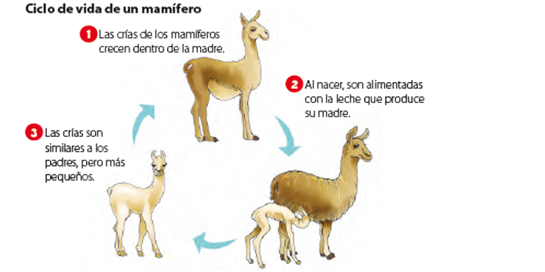 Ciclo de vida de un mamífero
1 Las crías de los mamíferos
crecen dentro de la madre.
2 Al nacer, son alimentadas
con la leche que produce
su madre.
3 Las crías son
similares a los
padres, pero más
pequeños.